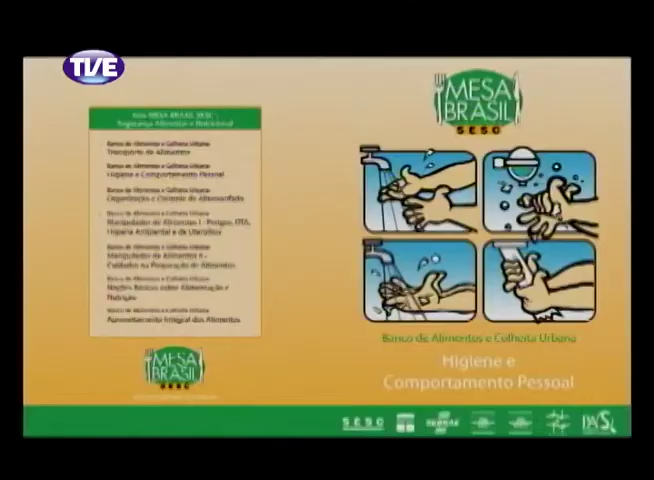 TVE
Série MESA BRASIL SESC
Segurança Alimentar e Nutricional
Banco de Alimentos e Colheita Urbana
Transporte de Alimentos
Banco de Alimentos e Colheita Urbana
Higiene e Comportamento Pessoal
Banco de Alimentos e Colheita Urbana
Organização e Controle de Almoxarifado
Banco de Alimentos e Colheita Urbana
Manipulador de Alimentos I - Perigos, DTA,
Higiene Ambiental e de Utensílios
Banco de Alimentos e Colheita Urbana
Manipulador de Alimentos II -
Cuidados na Preparação de Alimentos
Banco de Alimentos e Colheita Urbana
Noções Básicas sobre Alimentação e
Nutrição
Banco de Alimentos e Colheita Urbana
Aproveitamento Integral dos Alimentos
MESA
BRASIL
SESC
MESA
BRASIL
SESC
Banco de Alimentos e Colheita Urbana
Higiene e
Comportamento Pessoal
SESC
SEBRAE